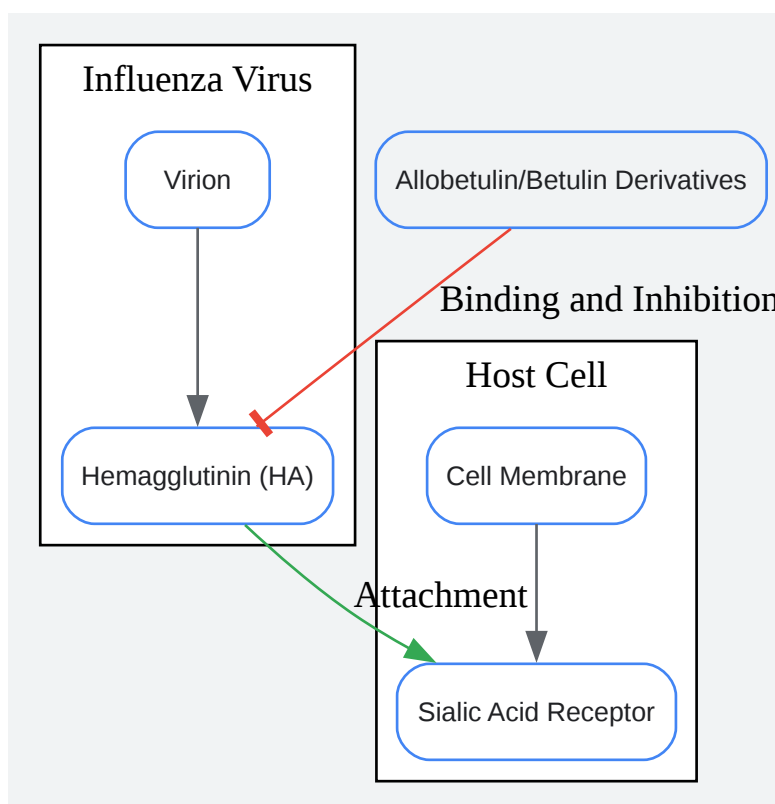 Influenza Virus
Virion
Allobetulin/Betulin Derivatives
Binding and Inhibition
Host Cell
Hemagglutinin (HA)
Cell Membrane
Attachment
Sialic Acid Receptor